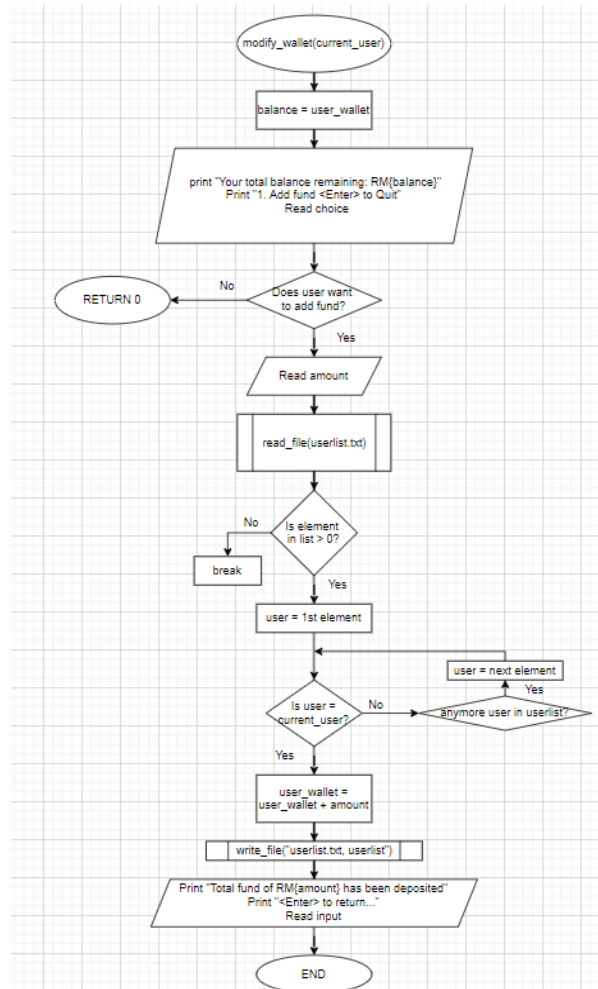 modify_wallet(current_user)
balance = user_wallet
print "Your total balance remaining: RM{balance}"
Print "1. Add fund <Enter> to Quit"
Read choice
RETURN 0
No
Does user want
to add fund?
Yes
Read amount
read_file(userlist.txt)
No
Is element
in list > 0?
break
Yes
user = 1st element
user = next element
Yes
Is user =
current_user?
No
anymore user in userlist?
Yes
user_wallet =
user_wallet + amount
write_file("userlist.txt, userlist")
Print "Total fund of RM{amount} has been deposited"
Print "<Enter> to return..."
Read input
END